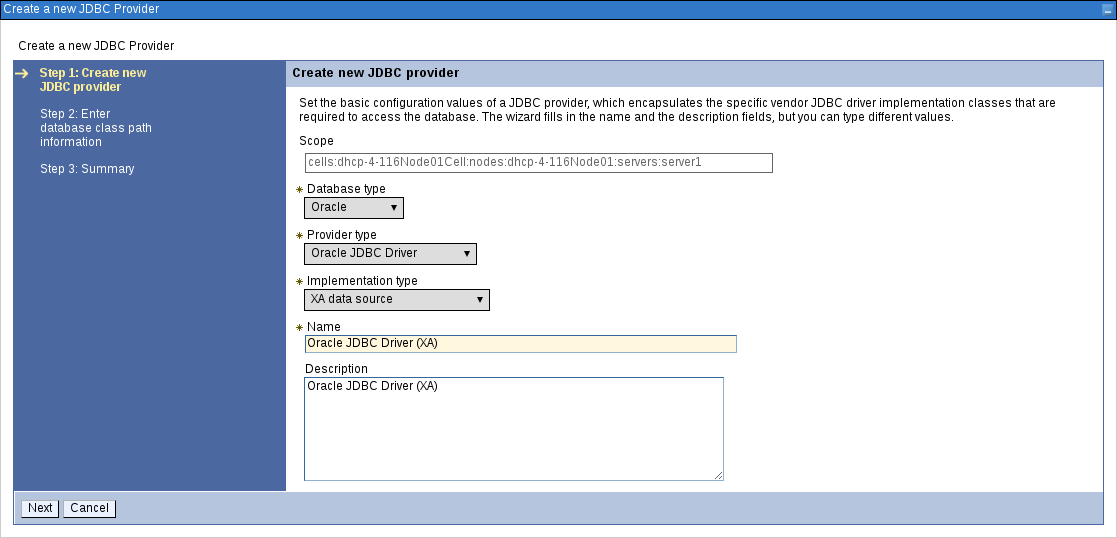 Create a new JDBC Provider
Create a new JDBC Provider
Step 1: Create new
JDBC provider
Step 2: Enter
database class path
information
Step 3: Summary
Create new JDBC provider
Set the basic configuration values of a JDBC provider, which encapsulates the specific vendor JDBC driver implementation classes that are
required to access the database. The wizard fills in the name and the description fields, but you can type different values.
Scope
cells:dhcp-4-116Node01Cell:nodes:dhcp-4-116Node01:servers:server1
* Database type
Oracle
* Provider type
Oracle JDBC Driver
* Implementation type
XA data source
* Name
Oracle JDBC Driver (XA)
Description
Oracle JDBC Driver (XA)
Next Cancel